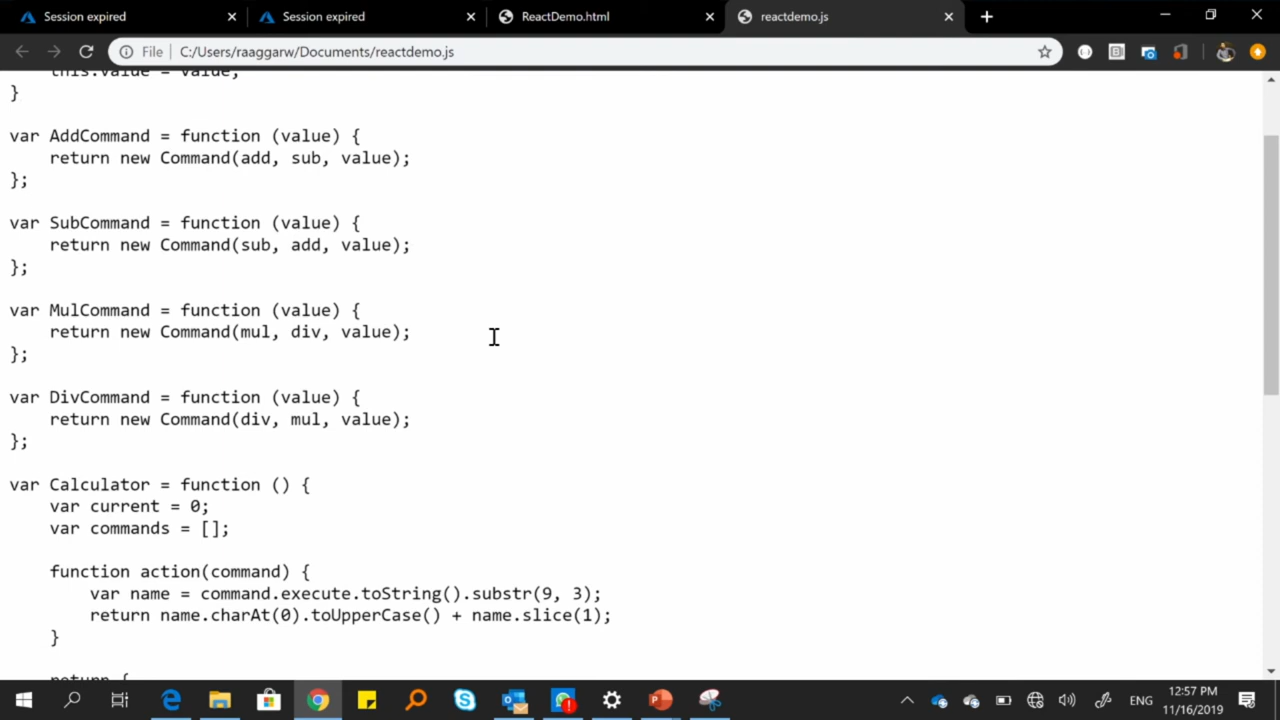 Session expired
Session expired
ReactDemo.html
reactdemo.js
File
C:/Users/raaggarw/Documents/reactdemo.js
this.value = value;
}
var AddCommand = function (value) {
return new Command(add, sub, value);
};
var SubCommand = function (value) {
return new Command(sub, add, value);
};
var MulCommand = function (value) {
return new Command(mul, div, value);
};
var DivCommand = function (value) {
return new Command(div, mul, value);
};
var Calculator = function () {
var current = 0;
var commands = [];
function action(command) {
var name = command.execute.toString().substr(9, 3);
return name.charAt(0).toUpperCase() + name.slice(1);
}
return {
ENG
12:57 PM
11/16/2019